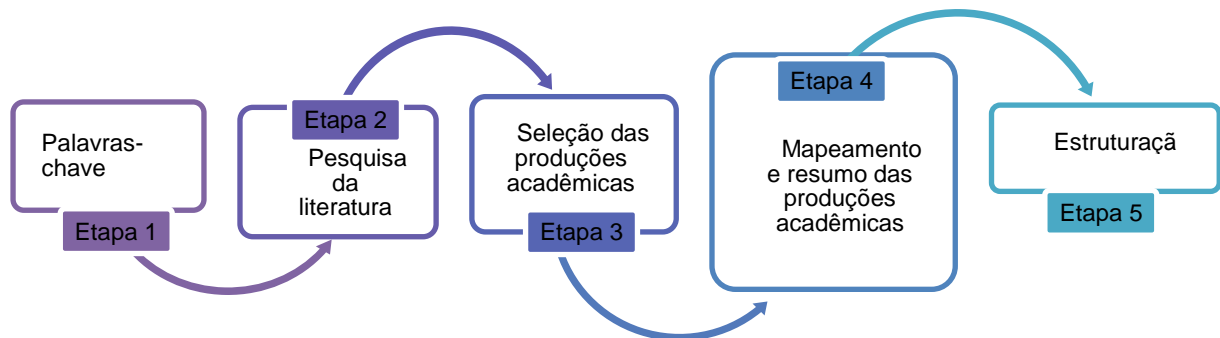 Palavras-
chave
Etapa 1
Etapa 2
Pesquisa
da
literatura
Seleção das
produções
acadêmicas
Etapa 3
Etapa 4
Mapeamento
e resumo das
produções
acadêmicas
Estruturaçã
Etapa 5